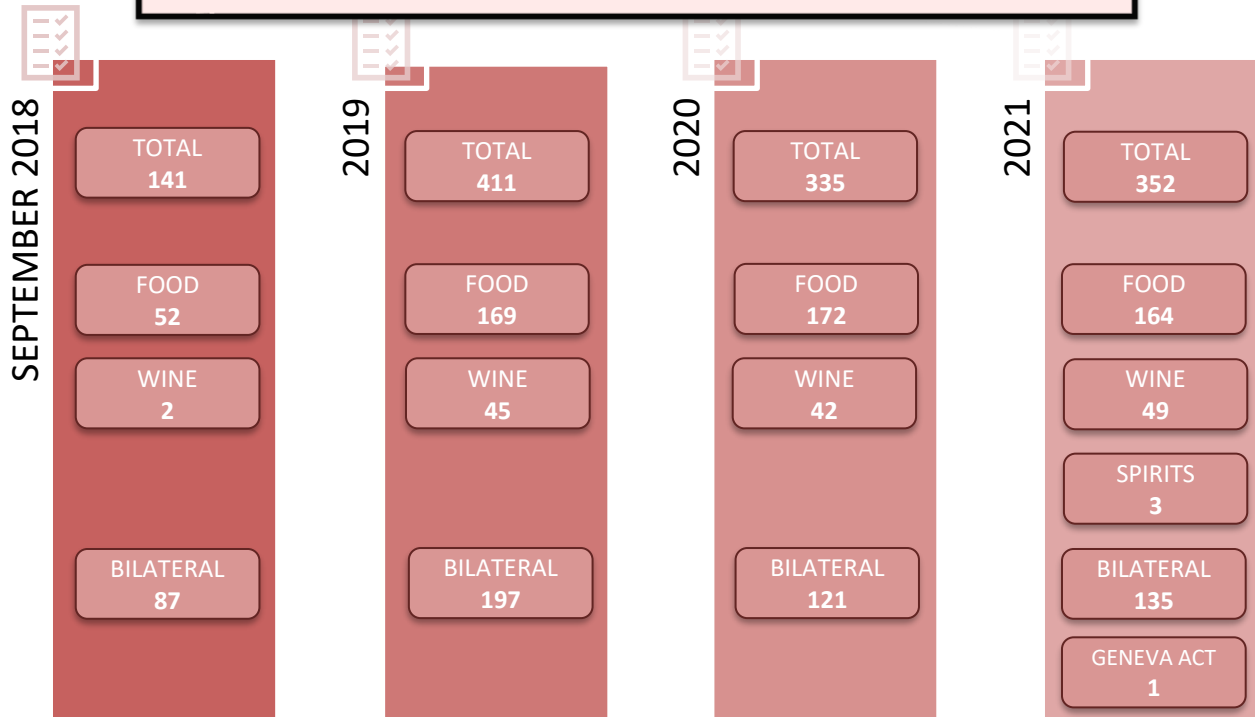 SEPTEMBER 2018
TOTAL
141
FOOD
52
WINE
2
BILATERAL
87
2019
TOTAL
411
FOOD
169
WINE
45
BILATERAL
197
2020
TOTAL
335
FOOD
172
WINE
42
BILATERAL
121
2021
TOTAL
352
FOOD
164
WINE
49
SPIRITS
3
BILATERAL
135
GENEVA ACT
1